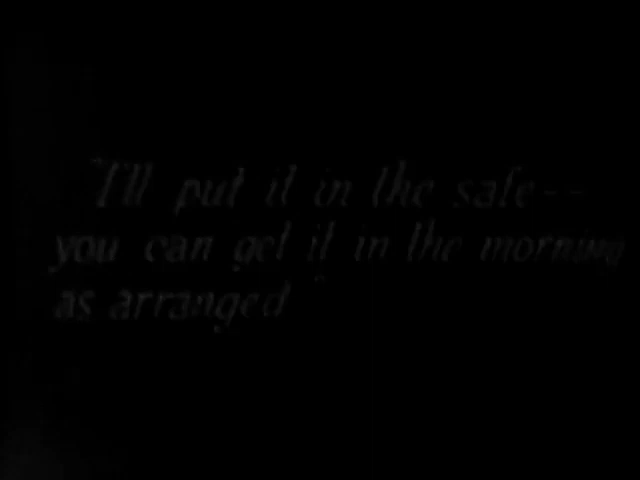 "I'll put it in the safe--
you can get it in the morning
as arranged"